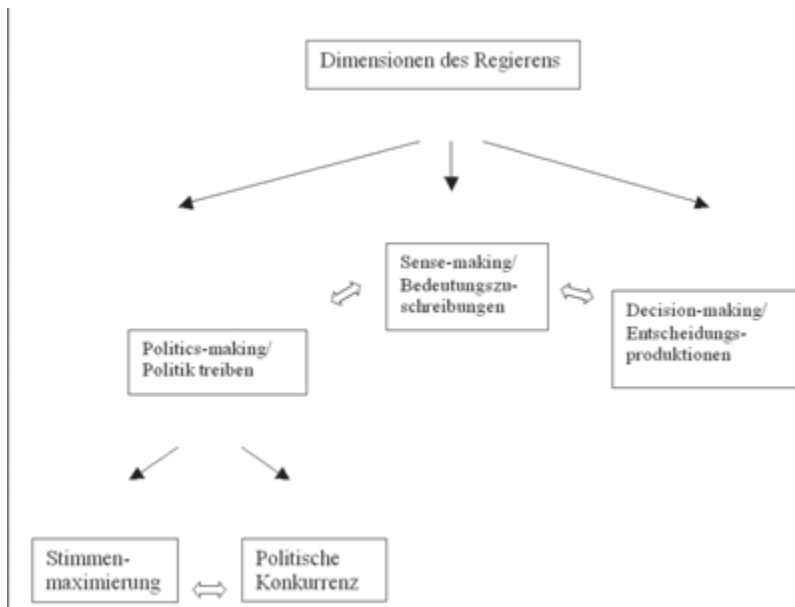 Dimensionen des Regierens
Sense-making/
Bedeutungszu-
schreibungen
Decision-making/
Entscheidungs-
produktionen
Politics-making/
Politik treiben
Stimmen-
maximierung
Politische
Konkurrenz